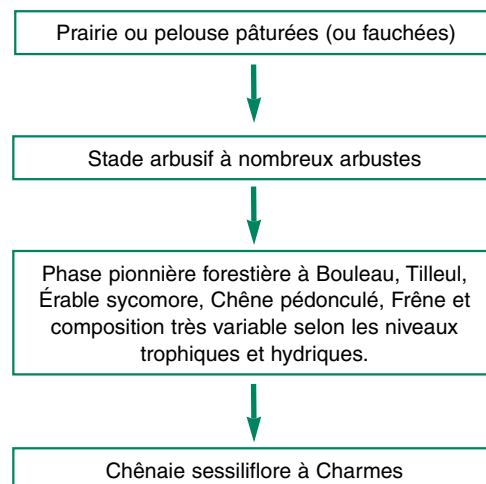 Prairie ou pelouse pâturées (ou fauchées)
Stade arbusif à nombreux arbustes
Phase pionnière forestière à Bouleau, Tilleul,
Érable sycomore, Chêne pédonculé, Frêne et
composition très variable selon les niveaux
trophiques et hydriques.
Chênaie sessiliflore à Charmes